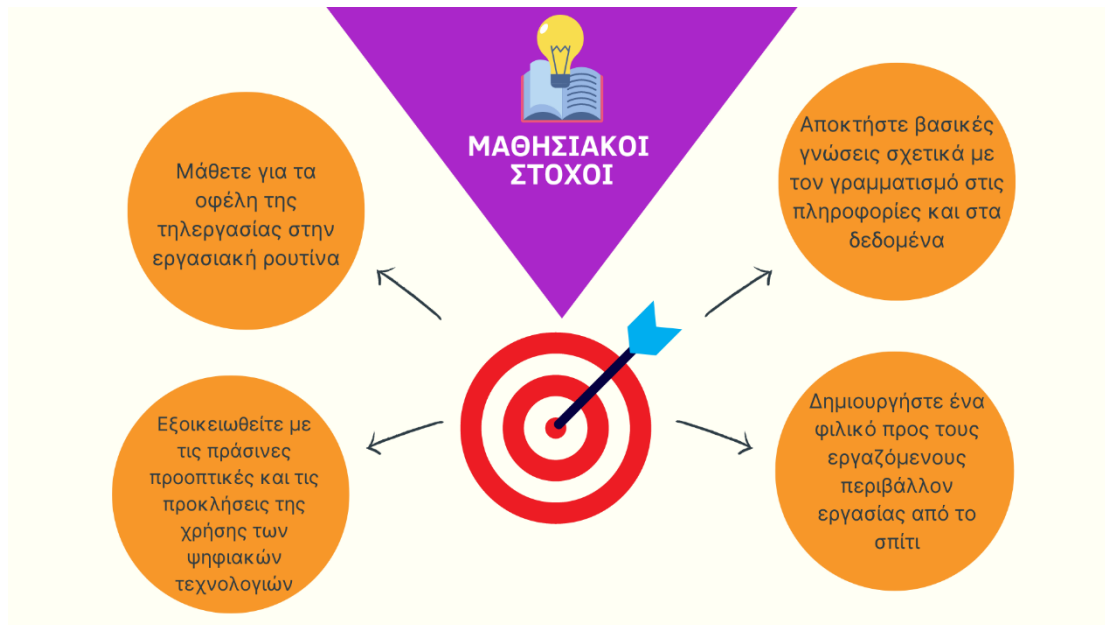 ΜΑΘΗΣΙΑΚΟΙ
ΣΤΟΧΟΙ
Μάθετε για τα
οφέλη της
τηλεργασίας στην
εργασιακή ρουτίνα
Αποκτήστε βασικές
γνώσεις σχετικά με
τον γραμματισμό στις
πληροφορίες και στα
δεδομένα
Εξοικειωθείτε με
τις πράσινες
προοπτικές και τις
προκλήσεις της
χρήσης των
ψηφιακών
τεχνολογιών
Δημιουργήστε ένα
φιλικό προς τους
εργαζόμενους
περιβάλλον
εργασίας από το
σπίτι